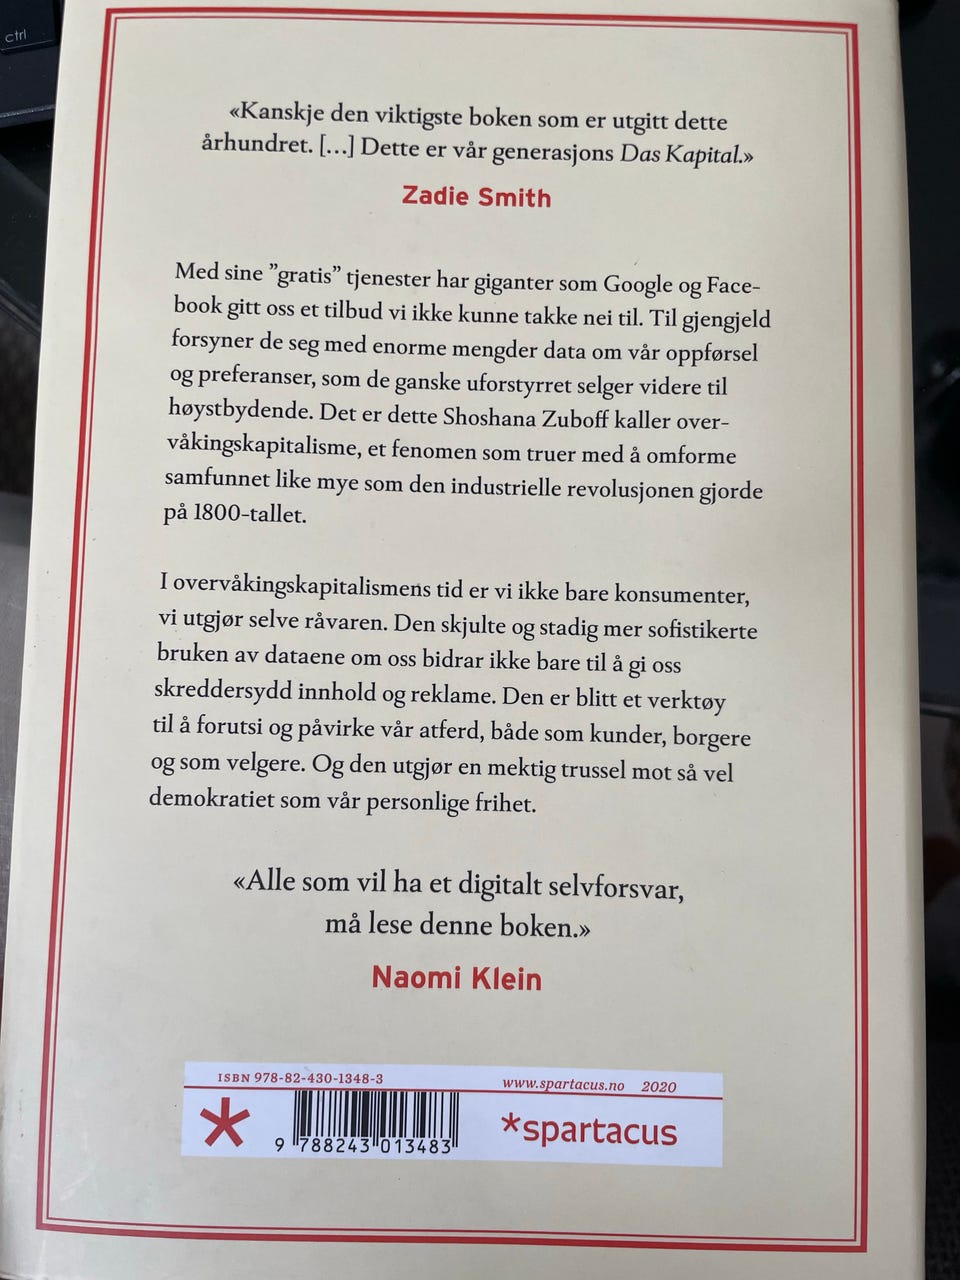 ctrl
«Kanskje den viktigste boken som er utgitt dette
århundret. [...] Dette er vår generasjons Das Kapital.»
Zadie Smith
Med sine ”gratis” tjenester har giganter som Google og Face-
book gitt oss et tilbud vi ikke kunne takke nei til. Til gjengjeld
forsyner de seg med enorme mengder data om vår oppførsel
og preferanser, som de ganske uforstyrret selger videre til
høystbydende. Det er dette Shoshana Zuboff kaller over-
våkingskapitalisme, et fenomen som truer med å omforme
samfunnet like mye som den industrielle revolusjonen gjorde
på 1800-tallet.
I overvåkingskapitalismens tid er vi ikke bare konsumenter,
vi utgjør selve råvaren. Den skjulte og stadig mer sofistikerte
bruken av dataene om oss bidrar ikke bare til å gi oss
skreddersydd innhold og reklame. Den er blitt et verktøy
til å forutsi og påvirke vår atferd, både som kunder, borgere
og som velgere. Og den utgjør en mektig trussel mot så vel
demokratiet som vår personlige frihet.
«Alle som vil ha et digitalt selvforsvar,
må lese denne boken.»
Naomi Klein
ISBN 978-82-430-1348-3
www.spartacus.no 2020
*spartacus
9 788243 013483